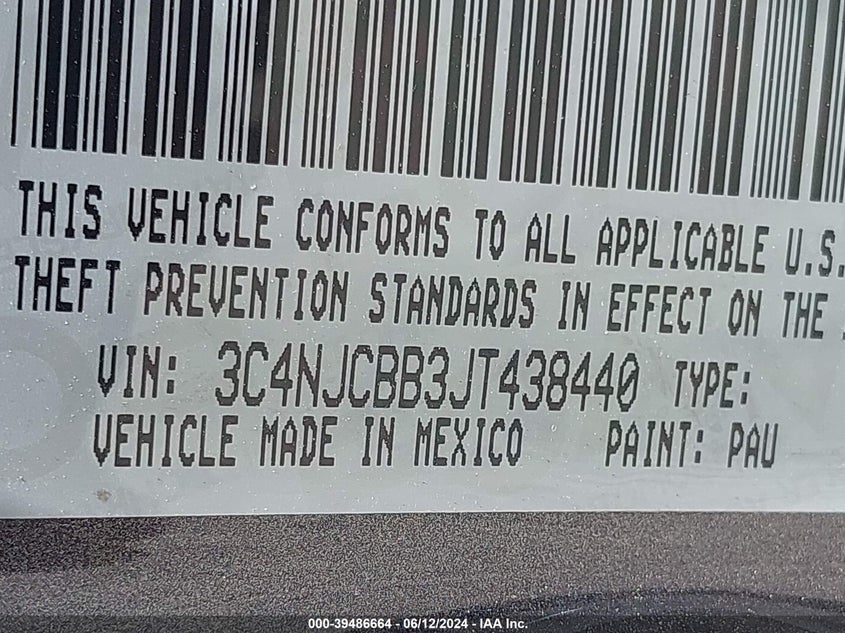 THIS VEHICLE CONFORMS TO ALL APPLICABLE U.S.
THEFT PREVENTION STANDARDS IN EFFECT ON THE
VIN: 3C4NJCBB3JT438440 TYPE:
VEHICLE MADE IN MEXICO PAINT: PAU
000-39486664 - 06/12/2024 - IAA Inc.